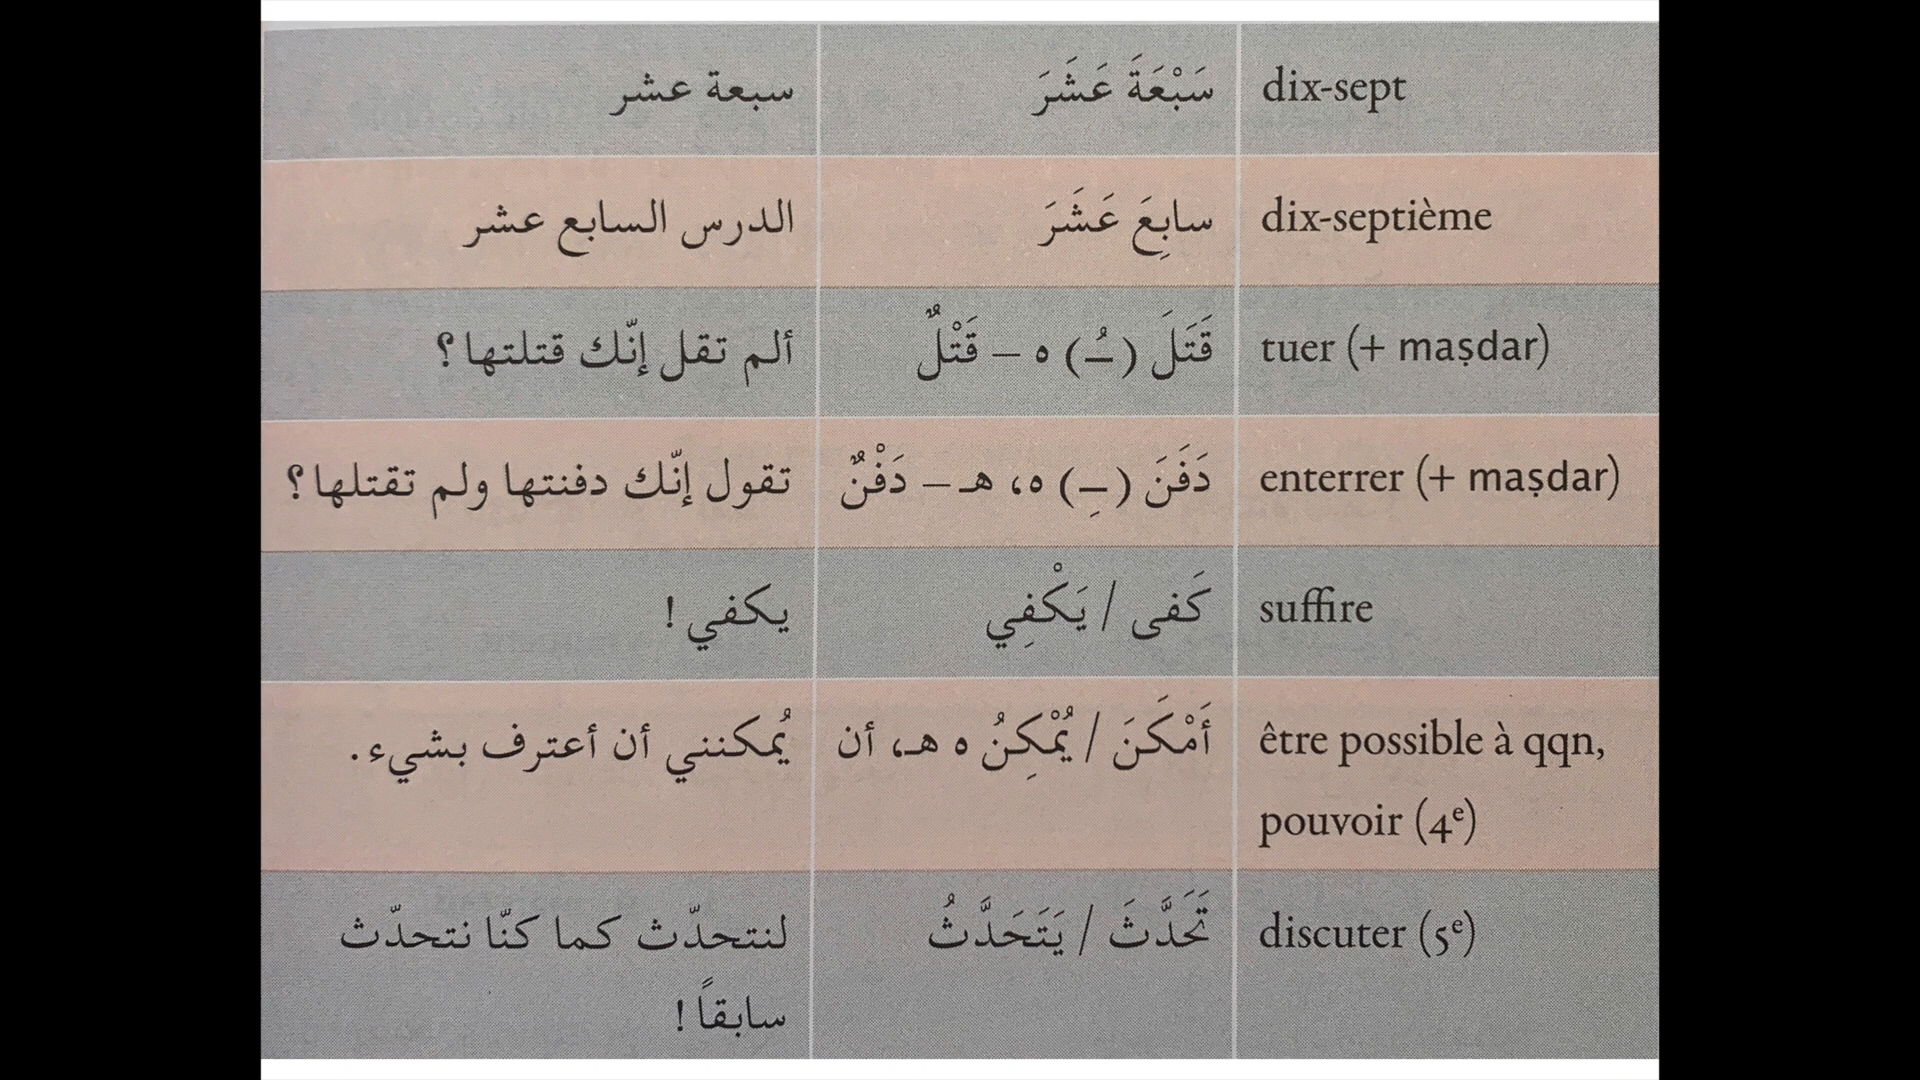 dix-sept سَبْعَةَ عَشَرَ سبعة عشر
dix-septième سابِعَ عَشَرَ الدرس السابع عشر
tuer (+ maṣdar) قَتَلَ (ـُـ) ه – قَتْلٌ ألم تقل إنّك قتلتها؟
enterrer (+ maṣdar) دَفَنَ (ـِـ) ه، هـ – دَفْنٌ تقول إنّك دفنتها ولم تقتلها؟
suffire كَفى / يَكْفِي يكفي!
être possible à qqn, أَمْكَنَ / يُمْكِنُ ه هـ، أن يُمكنني أن أعترف بشيء.
pouvoir (4e)
discuter (5e) تَحَدَّثَ / يَتَحَدَّثُ لنتحدّث كما كنّا نتحدّث
سابقاً!